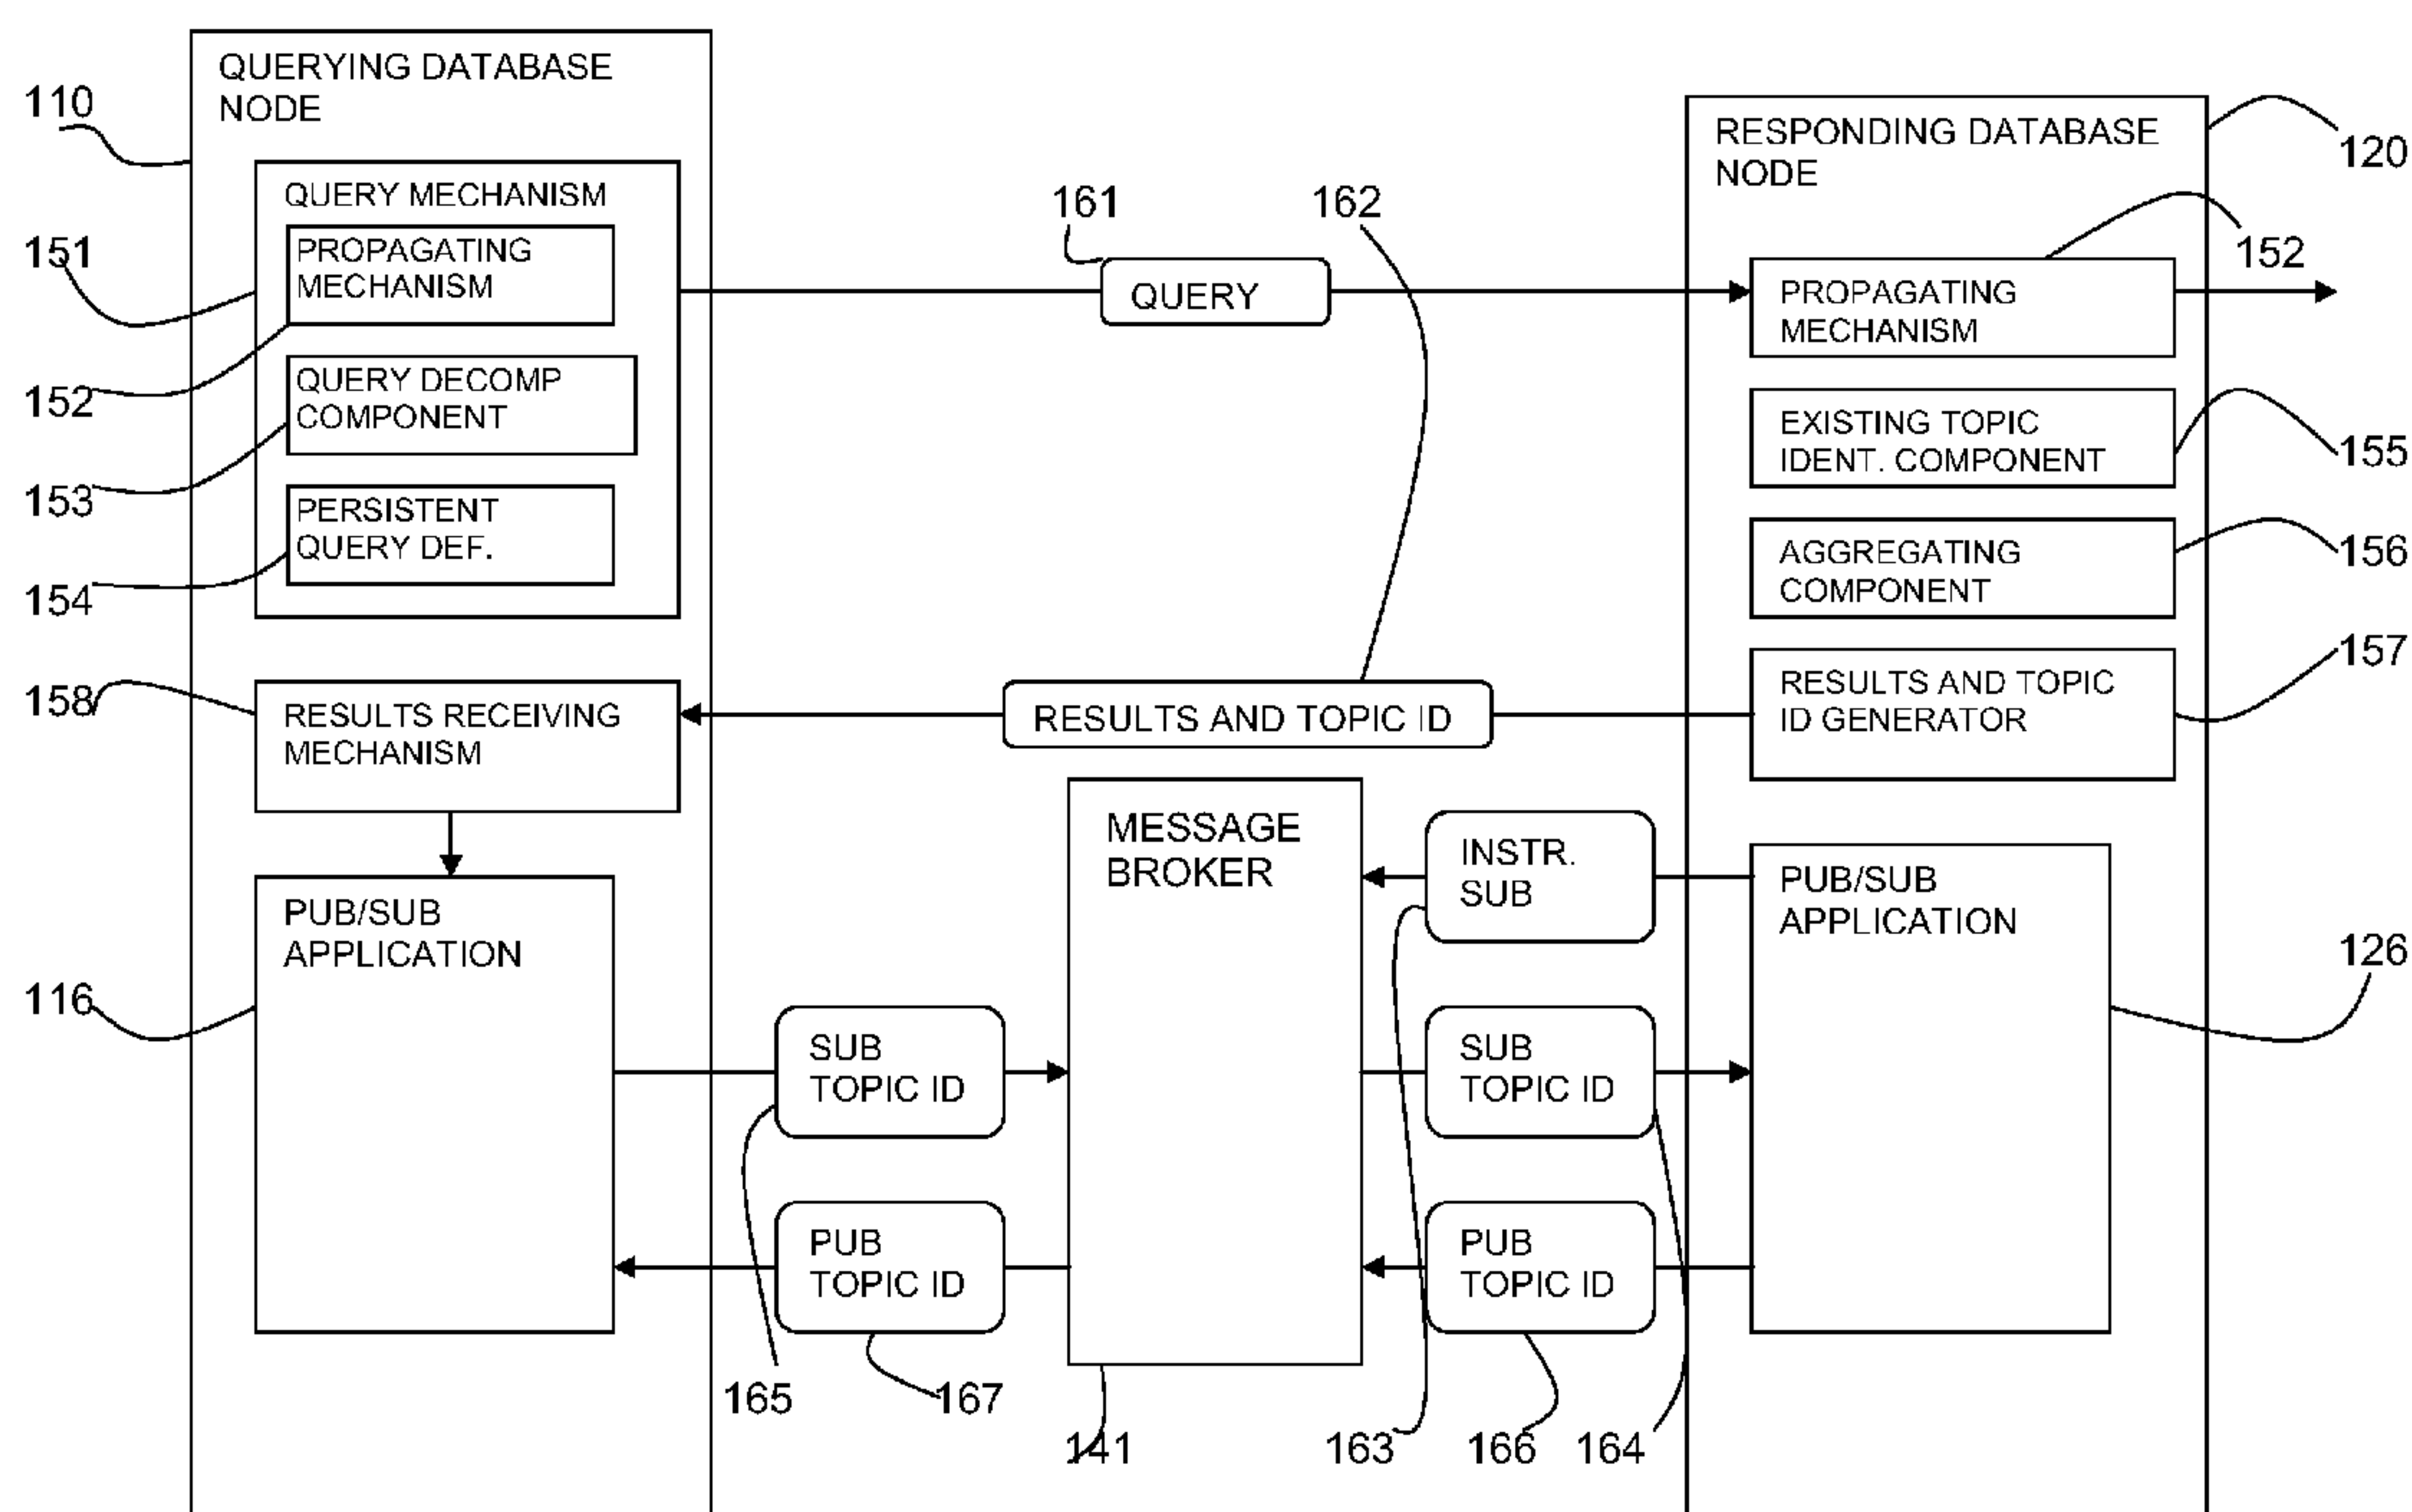 QUERYING DATABASE
NODE
110
QUERY MECHANISM
151
PROPAGATING
MECHANISM
152
QUERY DECOMP
COMPONENT
153
PERSISTENT
QUERY DEF.
154
158
RESULTS RECEIVING
MECHANISM
PUB/SUB
APPLICATION
116
161
QUERY
162
RESULTS AND TOPIC ID
MESSAGE
BROKER
INSTR.
SUB
SUB
TOPIC ID
SUB
TOPIC ID
PUB
TOPIC ID
PUB
TOPIC ID
165
167
141
163
166
164
RESPONDING DATABASE
NODE
120
152
PROPAGATING
MECHANISM
EXISTING TOPIC
IDENT. COMPONENT
155
AGGREGATING
COMPONENT
156
157
RESULTS AND TOPIC
ID GENERATOR
PUB/SUB
APPLICATION
126